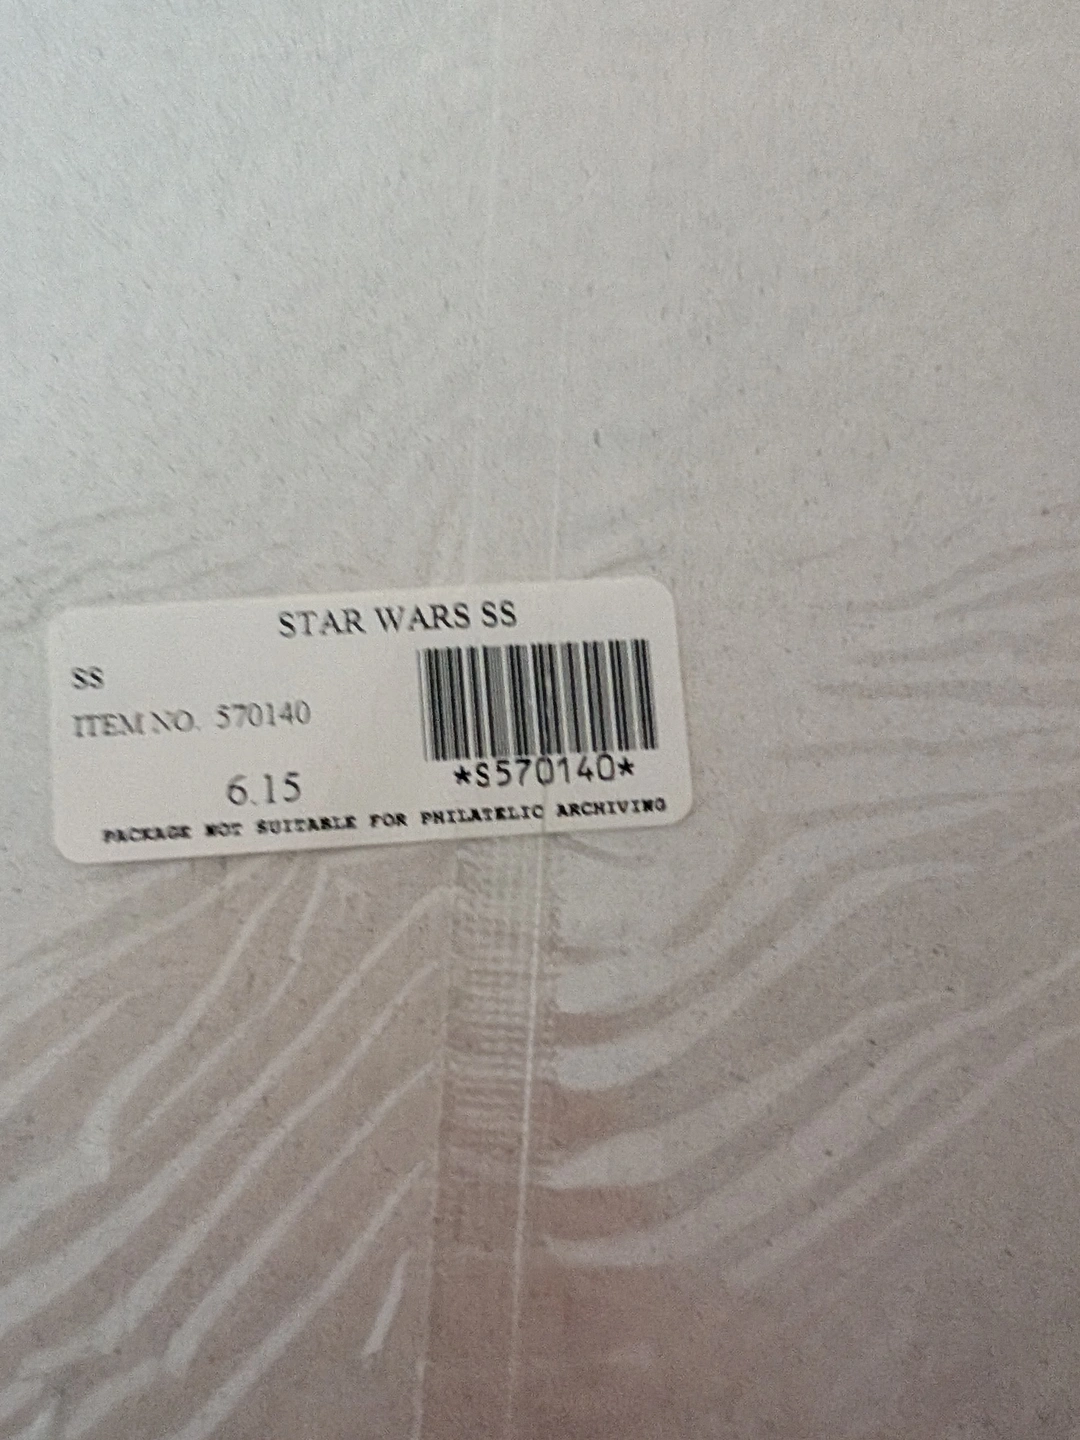 STAR WARS SS
SS
ITEM NO. 570140
*S570140*
6.15
PACKAGE NOT SUITABLE FOR PHILATELIC ARCHIVING